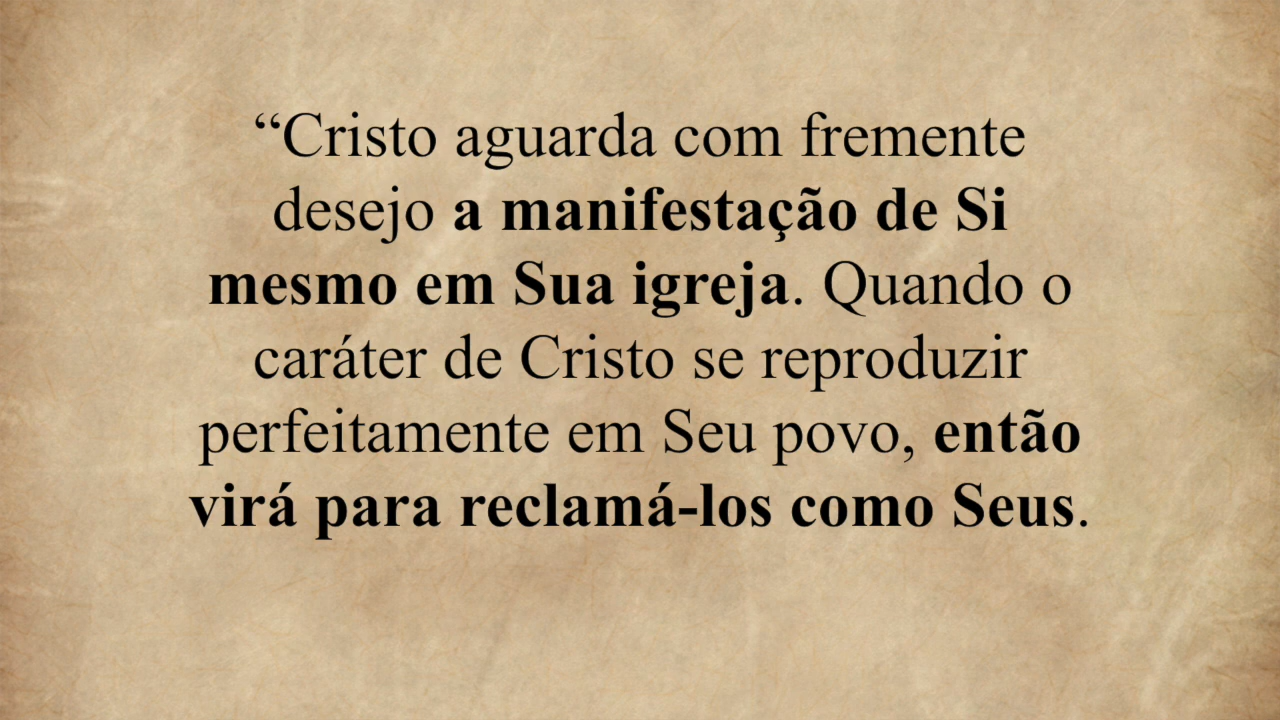 “Cristo aguarda com fremente
desejo a manifestação de Si
mesmo em Sua igreja. Quando o
caráter de Cristo se reproduzir
perfeitamente em Seu povo, então
virá para reclamá-los como Seus.